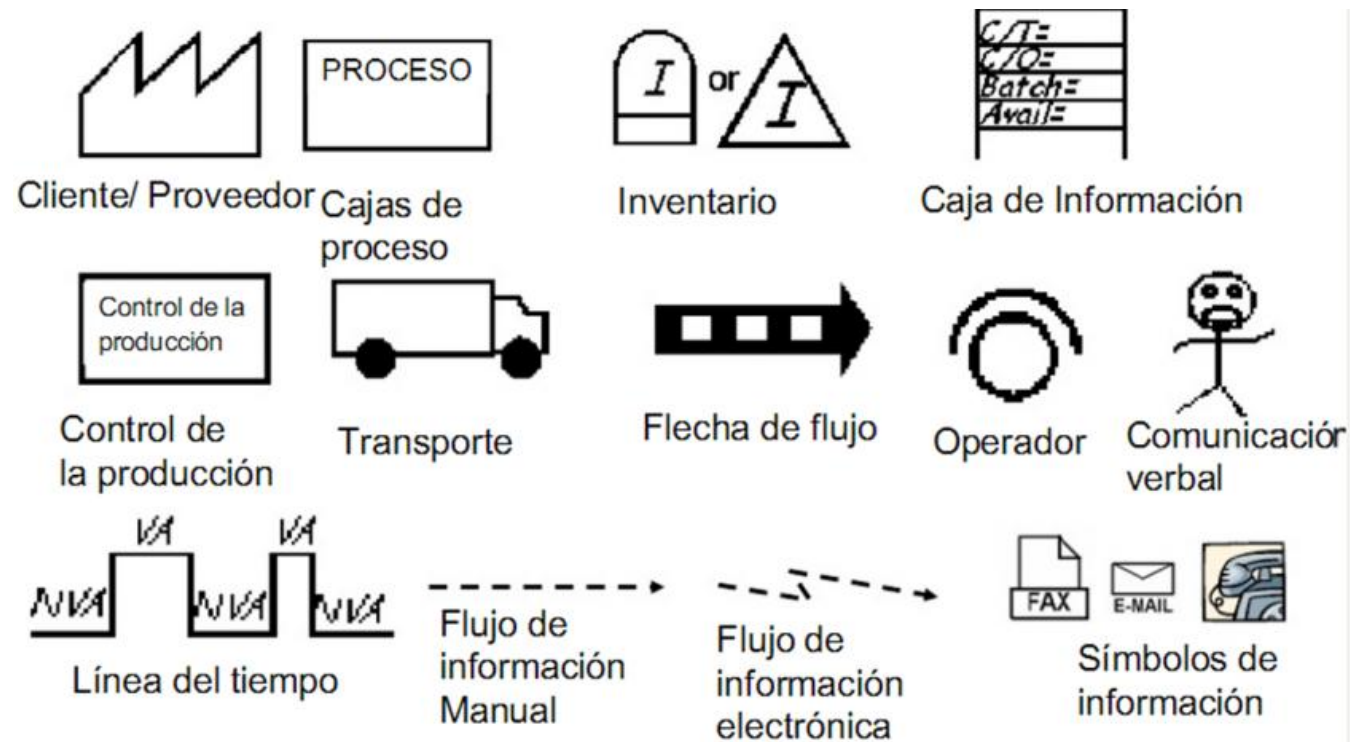 PROCESO
I or I
C/T=
C/O=
Batch=
Avail=
Cliente/ Proveedor
Cajas de
proceso
Inventario
Caja de Información
Control de la
producción
Control de
la producción
Transporte
Flecha de flujo
Operador
Comunicación
verbal
VA VA
NVA NVA NVA
Línea del tiempo
Flujo de
información
Manual
Flujo de
información
electrónica
FAX
E-MAIL
Símbolos de
información